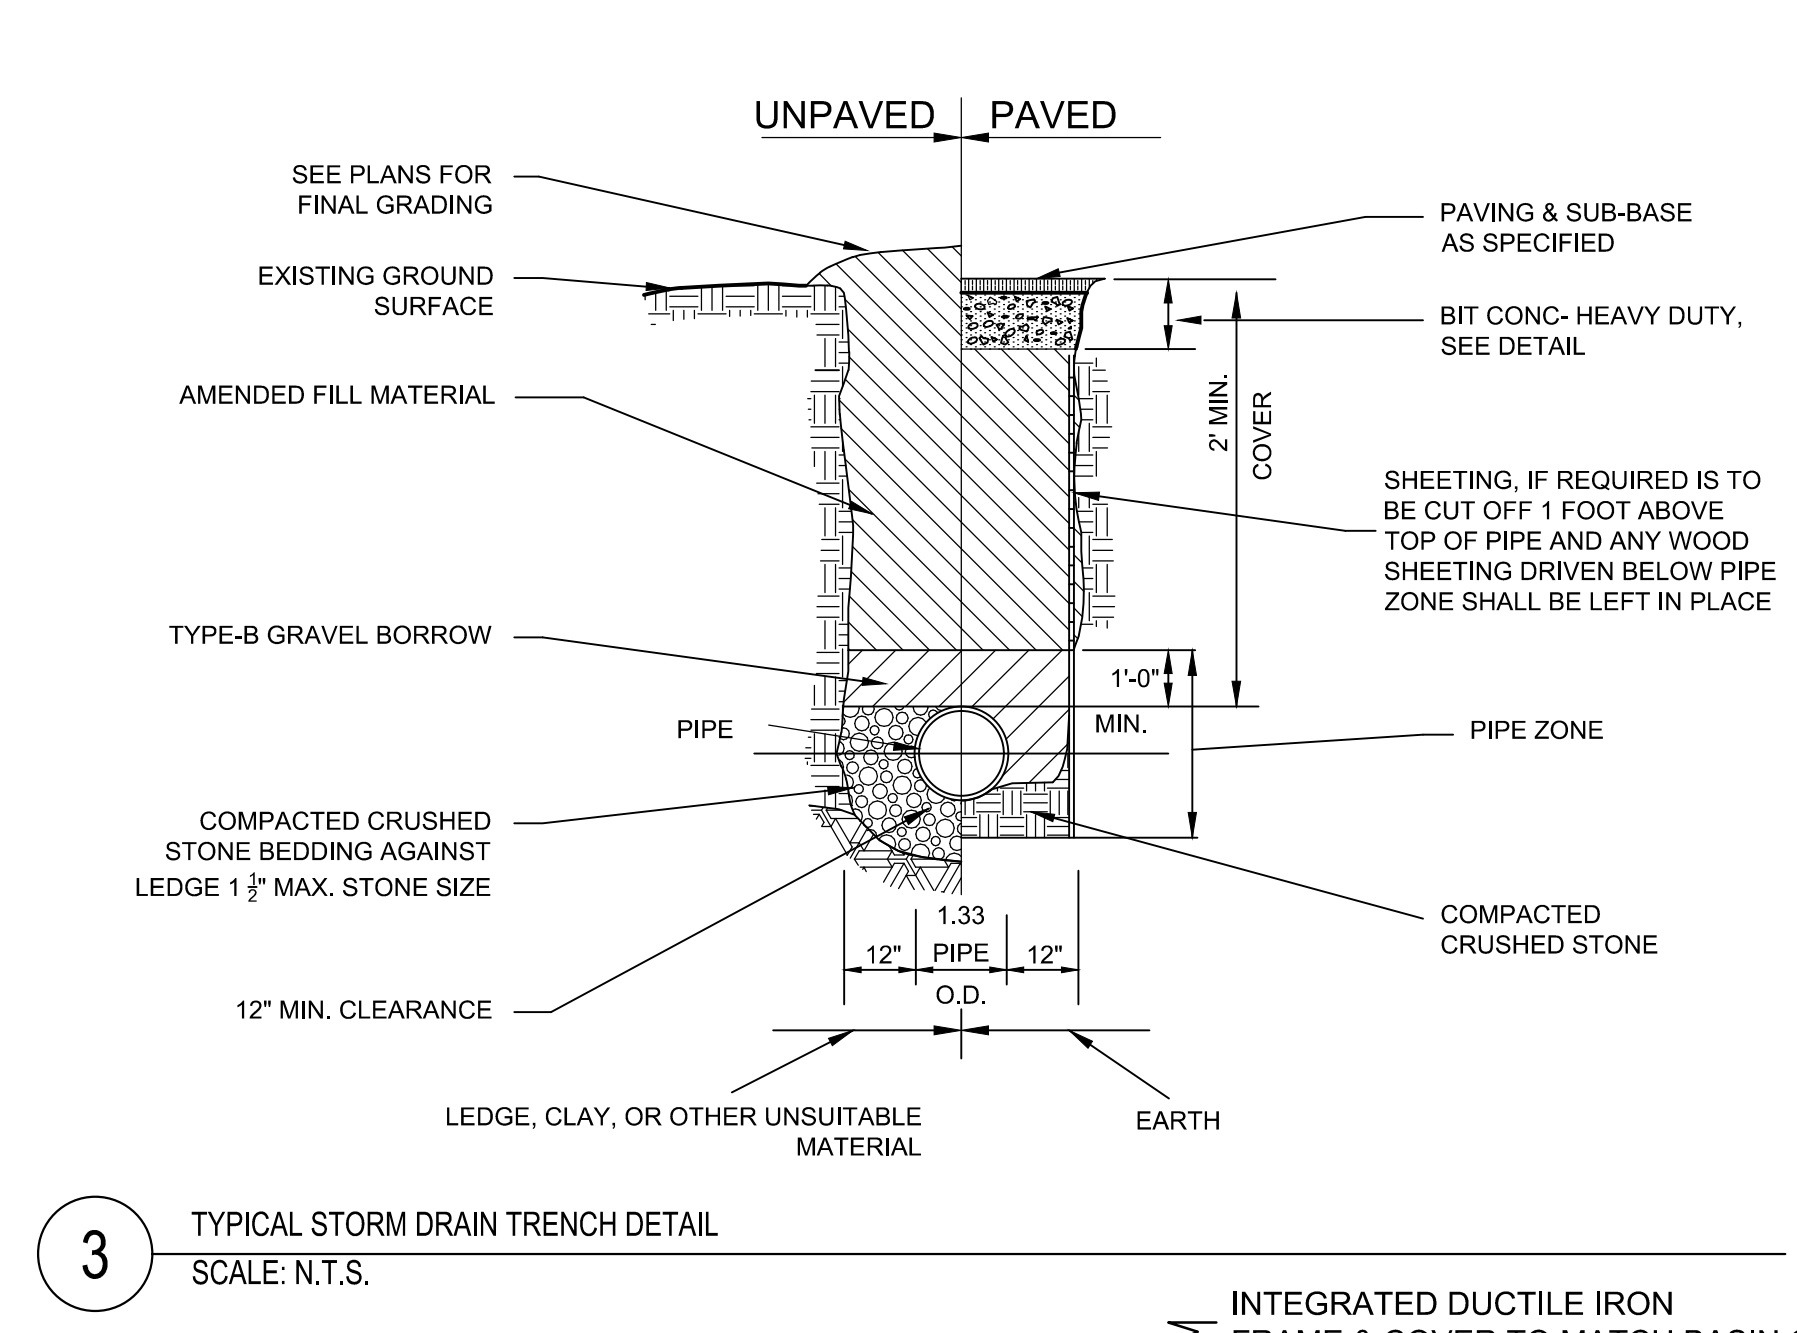 UNPAVED PAVED
SEE PLANS FOR
FINAL GRADING
EXISTING GROUND
SURFACE
AMENDED FILL MATERIAL
TYPE-B GRAVEL BORROW
PIPE
COMPACTED CRUSHED
STONE BEDDING AGAINST
LEDGE 1 1/2" MAX. STONE SIZE
12" MIN. CLEARANCE
LEDGE, CLAY, OR OTHER UNSUITABLE
MATERIAL
PAVING & SUB-BASE
AS SPECIFIED
BIT CONC- HEAVY DUTY,
SEE DETAIL
2' MIN.
COVER
SHEETING, IF REQUIRED IS TO
BE CUT OFF 1 FOOT ABOVE
TOP OF PIPE AND ANY WOOD
SHEETING DRIVEN BELOW PIPE
ZONE SHALL BE LEFT IN PLACE
1'-0"
MIN.
PIPE ZONE
COMPACTED
CRUSHED STONE
1.33
12" PIPE 12"
O.D.
EARTH
3
TYPICAL STORM DRAIN TRENCH DETAIL
SCALE: N.T.S.
INTEGRATED DUCTILE IRON
FRAME & COVER TO MATCH BASIN